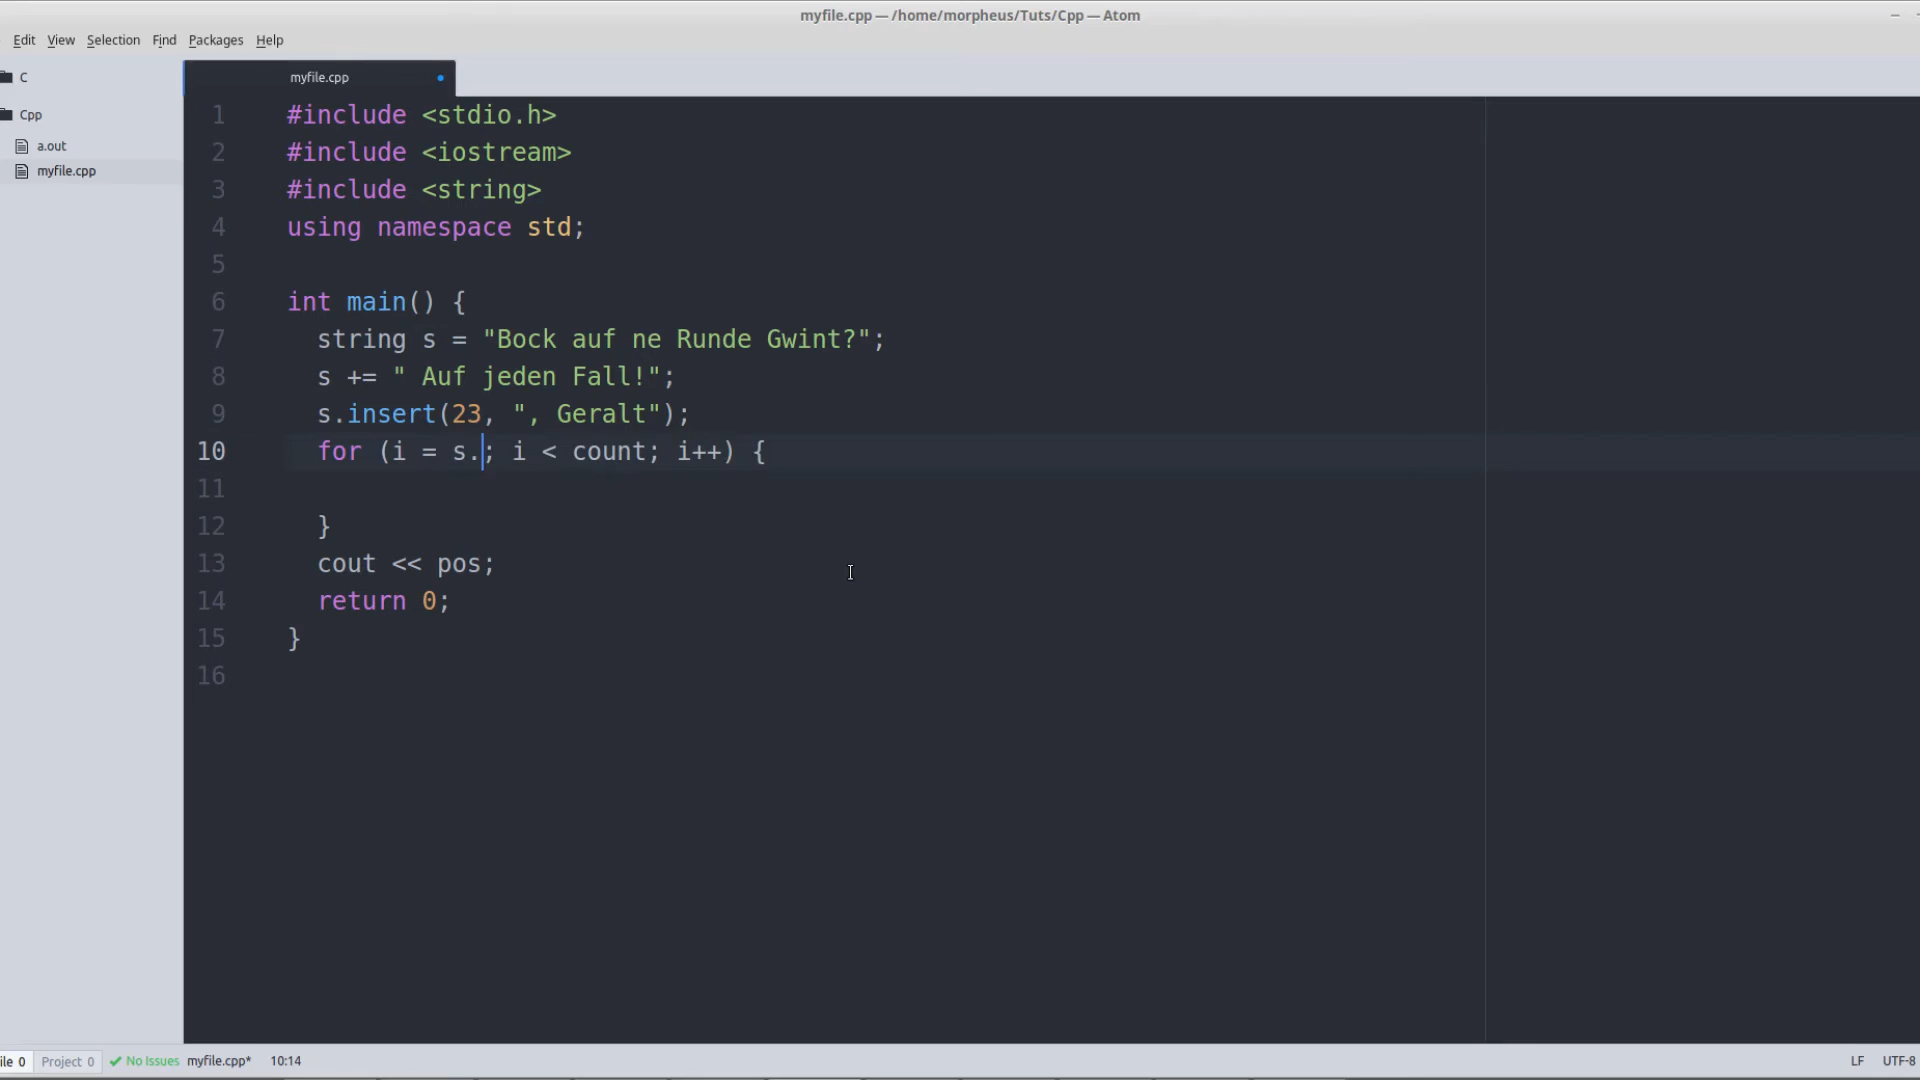 myfile.cpp — /home/morpheus/Tuts/Cpp — Atom
Edit View Selection Find Packages Help
C
Cpp
a.out
myfile.cpp
myfile.cpp
1 #include <stdio.h>
2 #include <iostream>
3 #include <string>
4 using namespace std;
5
6 int main() {
7 string s = "Bock auf ne Runde Gwint?";
8 s += " Auf jeden Fall!";
9 s.insert(23, ", Geralt");
10 for (i = s.; i < count; i++) {
11
12 }
13 cout << pos;
14 return 0;
15 }
16
ile 0 Project 0 No Issues myfile.cpp* 10:14 LF UTF-8